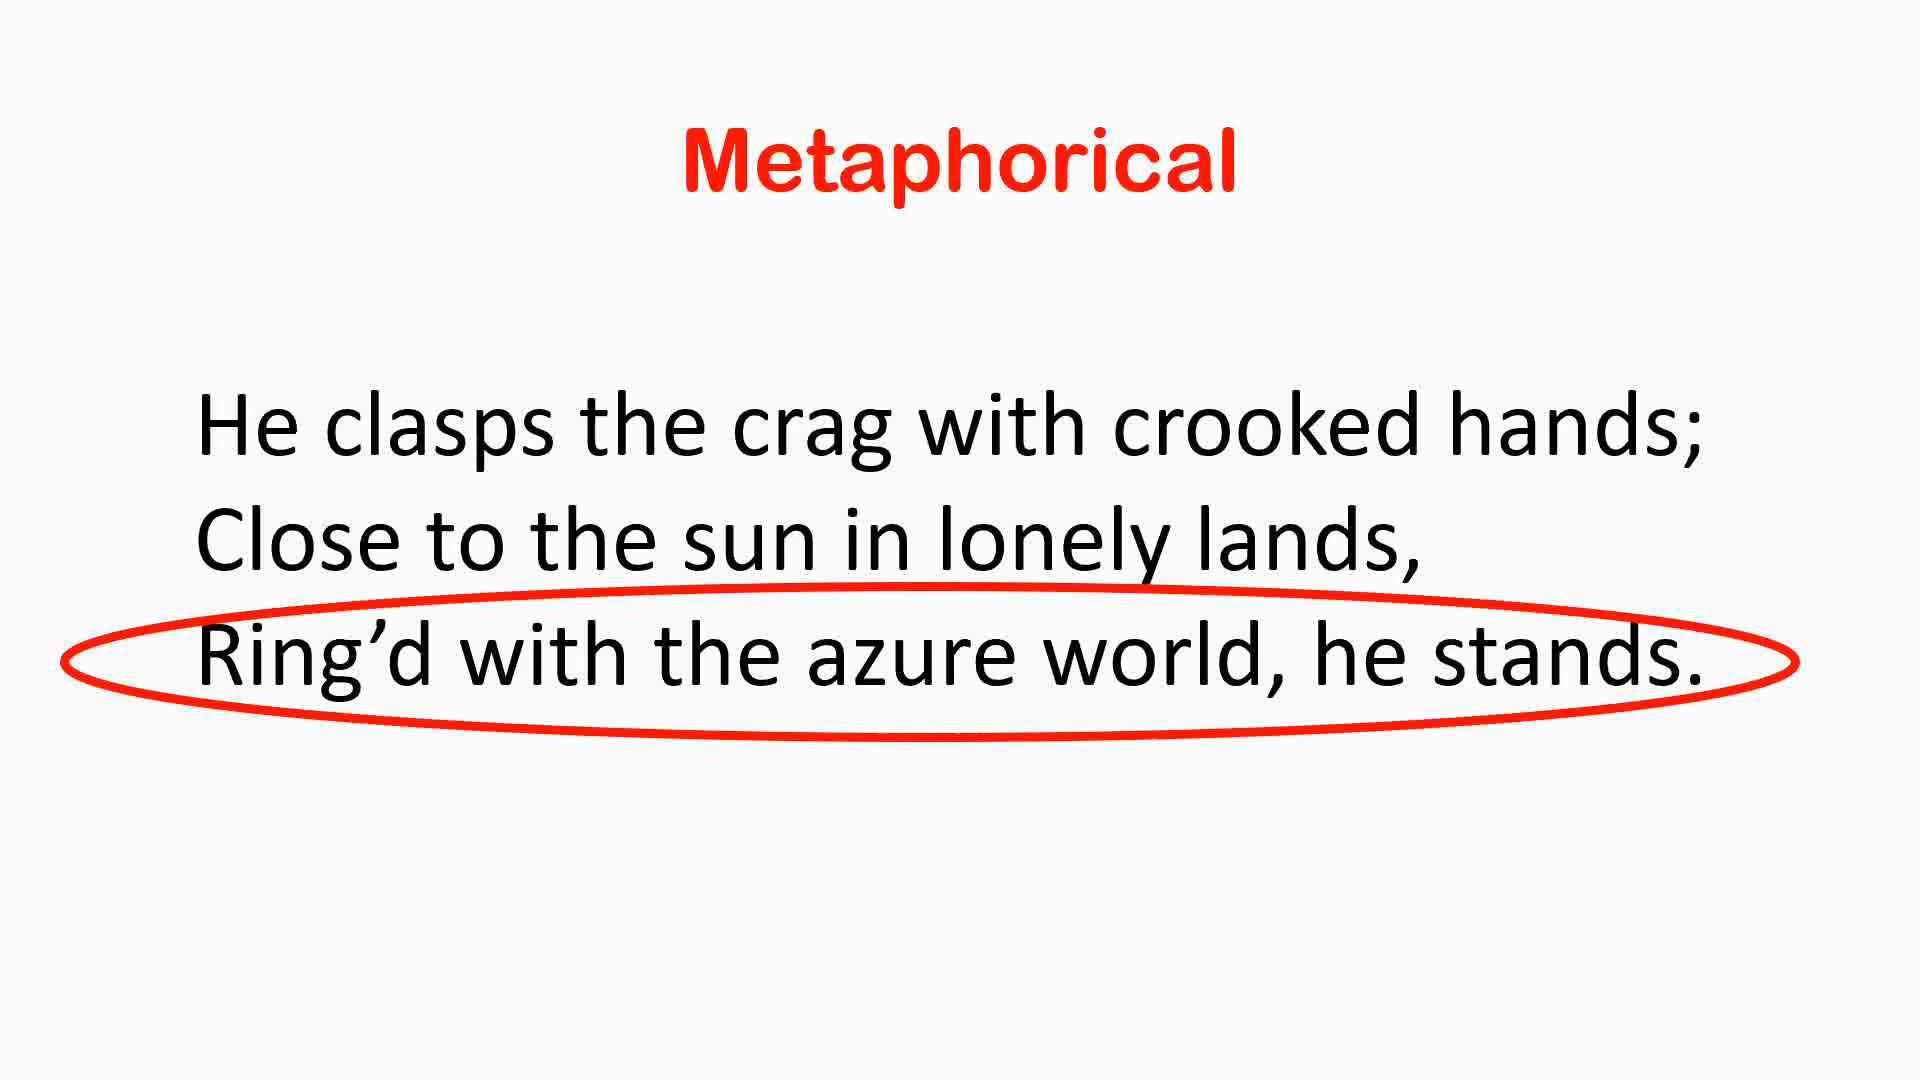 Metaphorical
He clasps the crag with crooked hands;
Close to the sun in lonely lands,
Ring’d with the azure world, he stands.